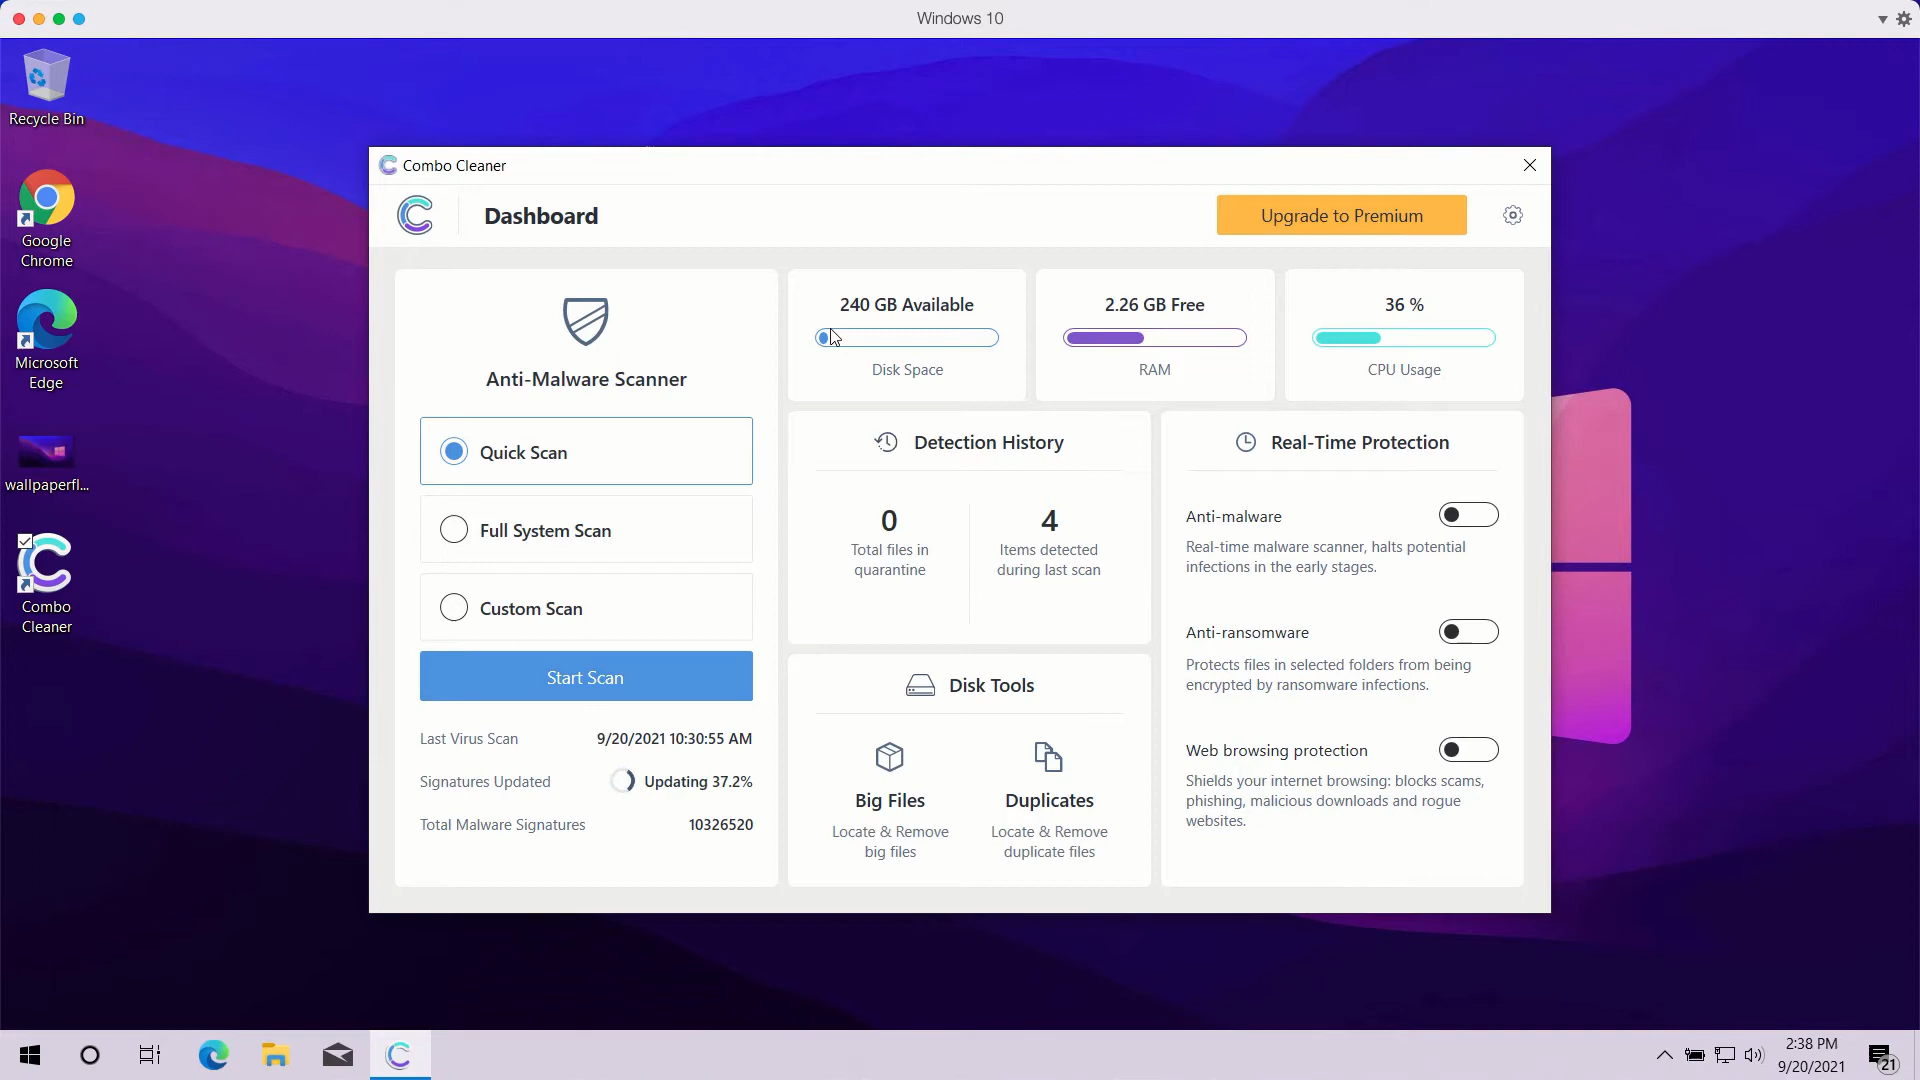 Windows 10
Recycle Bin
Google
Chrome
Microsoft
Edge
wallpaperfl...
Combo
Cleaner
Combo Cleaner
Dashboard
Upgrade to Premium
Anti-Malware Scanner
Quick Scan
Full System Scan
Custom Scan
Start Scan
Last Virus Scan 9/20/2021 10:30:55 AM
Signatures Updated Updating 37.2%
Total Malware Signatures 10326520
240 GB Available
Disk Space
2.26 GB Free
RAM
36 %
CPU Usage
Detection History
0
Total files in
quarantine
4
Items detected
during last scan
Disk Tools
Big Files
Locate & Remove
big files
Duplicates
Locate & Remove
duplicate files
Real-Time Protection
Anti-malware
Real-time malware scanner, halts potential
infections in the early stages.
Anti-ransomware
Protects files in selected folders from being
encrypted by ransomware infections.
Web browsing protection
Shields your internet browsing: blocks scams,
phishing, malicious downloads and rogue
websites.
2:38 PM
9/20/2021
21